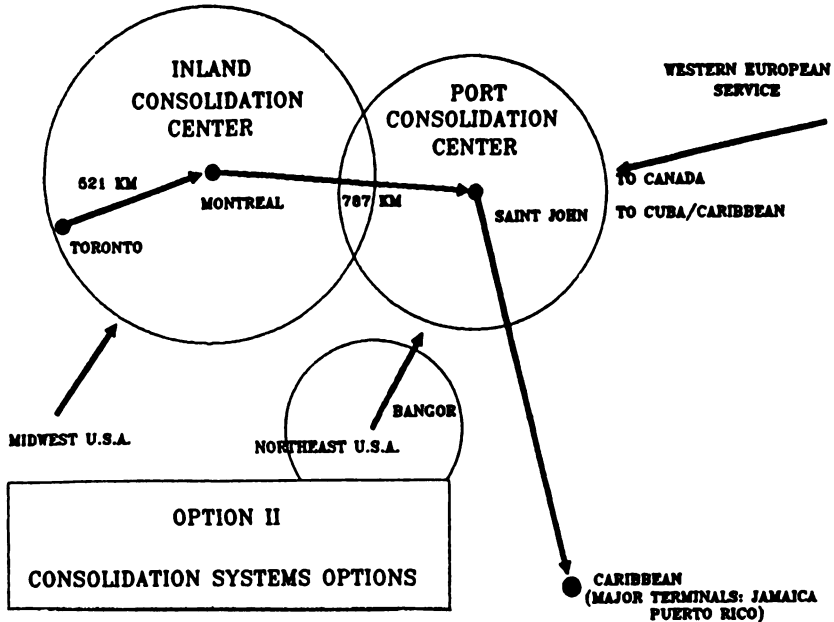 INLAND
CONSOLIDATION
CENTER
PORT
CONSOLIDATION
CENTER
WESTERN EUROPEAN
SERVICE
521 KM
MONTREAL
787 KM
SAINT JOHN
TO CANADA
TO CUBA/CARIBBEAN
TORONTO
BANGOR
MIDWEST U.S.A.
NORTHEAST U.S.A.
OPTION II
CONSOLIDATION SYSTEMS OPTIONS
CARIBBEAN
(MAJOR TERMINALS: JAMAICA
PUERTO RICO)